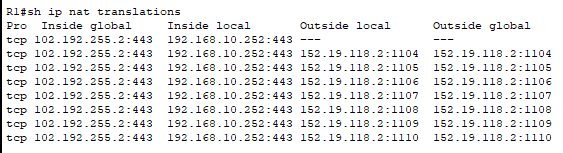 R1#sh ip nat translations
Pro  Inside global     Inside local       Outside local      Outside global
tcp 102.192.255.2:443  192.168.10.252:443 ---                ---
tcp 102.192.255.2:443  192.168.10.252:443 152.19.118.2:1104  152.19.118.2:1104
tcp 102.192.255.2:443  192.168.10.252:443 152.19.118.2:1105  152.19.118.2:1105
tcp 102.192.255.2:443  192.168.10.252:443 152.19.118.2:1106  152.19.118.2:1106
tcp 102.192.255.2:443  192.168.10.252:443 152.19.118.2:1107  152.19.118.2:1107
tcp 102.192.255.2:443  192.168.10.252:443 152.19.118.2:1108  152.19.118.2:1108
tcp 102.192.255.2:443  192.168.10.252:443 152.19.118.2:1109  152.19.118.2:1109
tcp 102.192.255.2:443  192.168.10.252:443 152.19.118.2:1110  152.19.118.2:1110